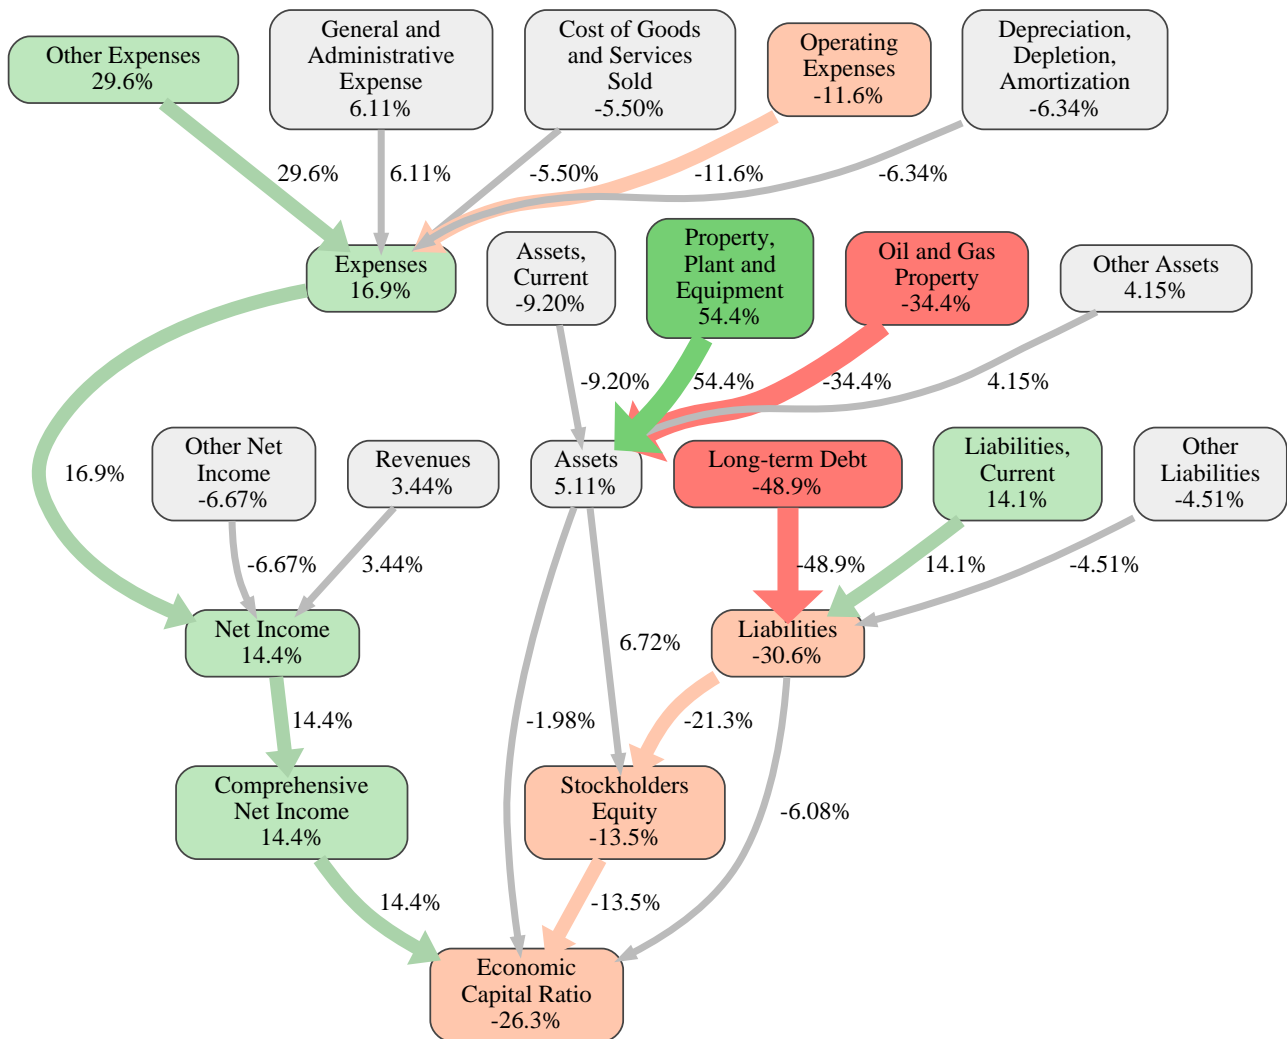 Other Expenses
29.6%
General and
Administrative
Expense
6.11%
Cost of Goods
and Services
Sold
-5.50%
Operating
Expenses
-11.6%
Depreciation,
Depletion,
Amortization
-6.34%
29.6%
6.11%
-5.50%
-11.6%
-6.34%
Expenses
16.9%
Assets,
Current
-9.20%
Property,
Plant and
Equipment
54.4%
Oil and Gas
Property
-34.4%
Other Assets
4.15%
-9.20%
54.4%
-34.4%
4.15%
16.9%
Other Net
Income
-6.67%
Revenues
3.44%
Assets
5.11%
Long-term Debt
-48.9%
Liabilities,
Current
14.1%
Other
Liabilities
-4.51%
-6.67%
3.44%
-48.9%
14.1%
-4.51%
Net Income
14.4%
6.72%
Liabilities
-30.6%
14.4%
-1.98%
-21.3%
Comprehensive
Net Income
14.4%
Stockholders
Equity
-13.5%
-6.08%
14.4%
-13.5%
Economic
Capital Ratio
-26.3%